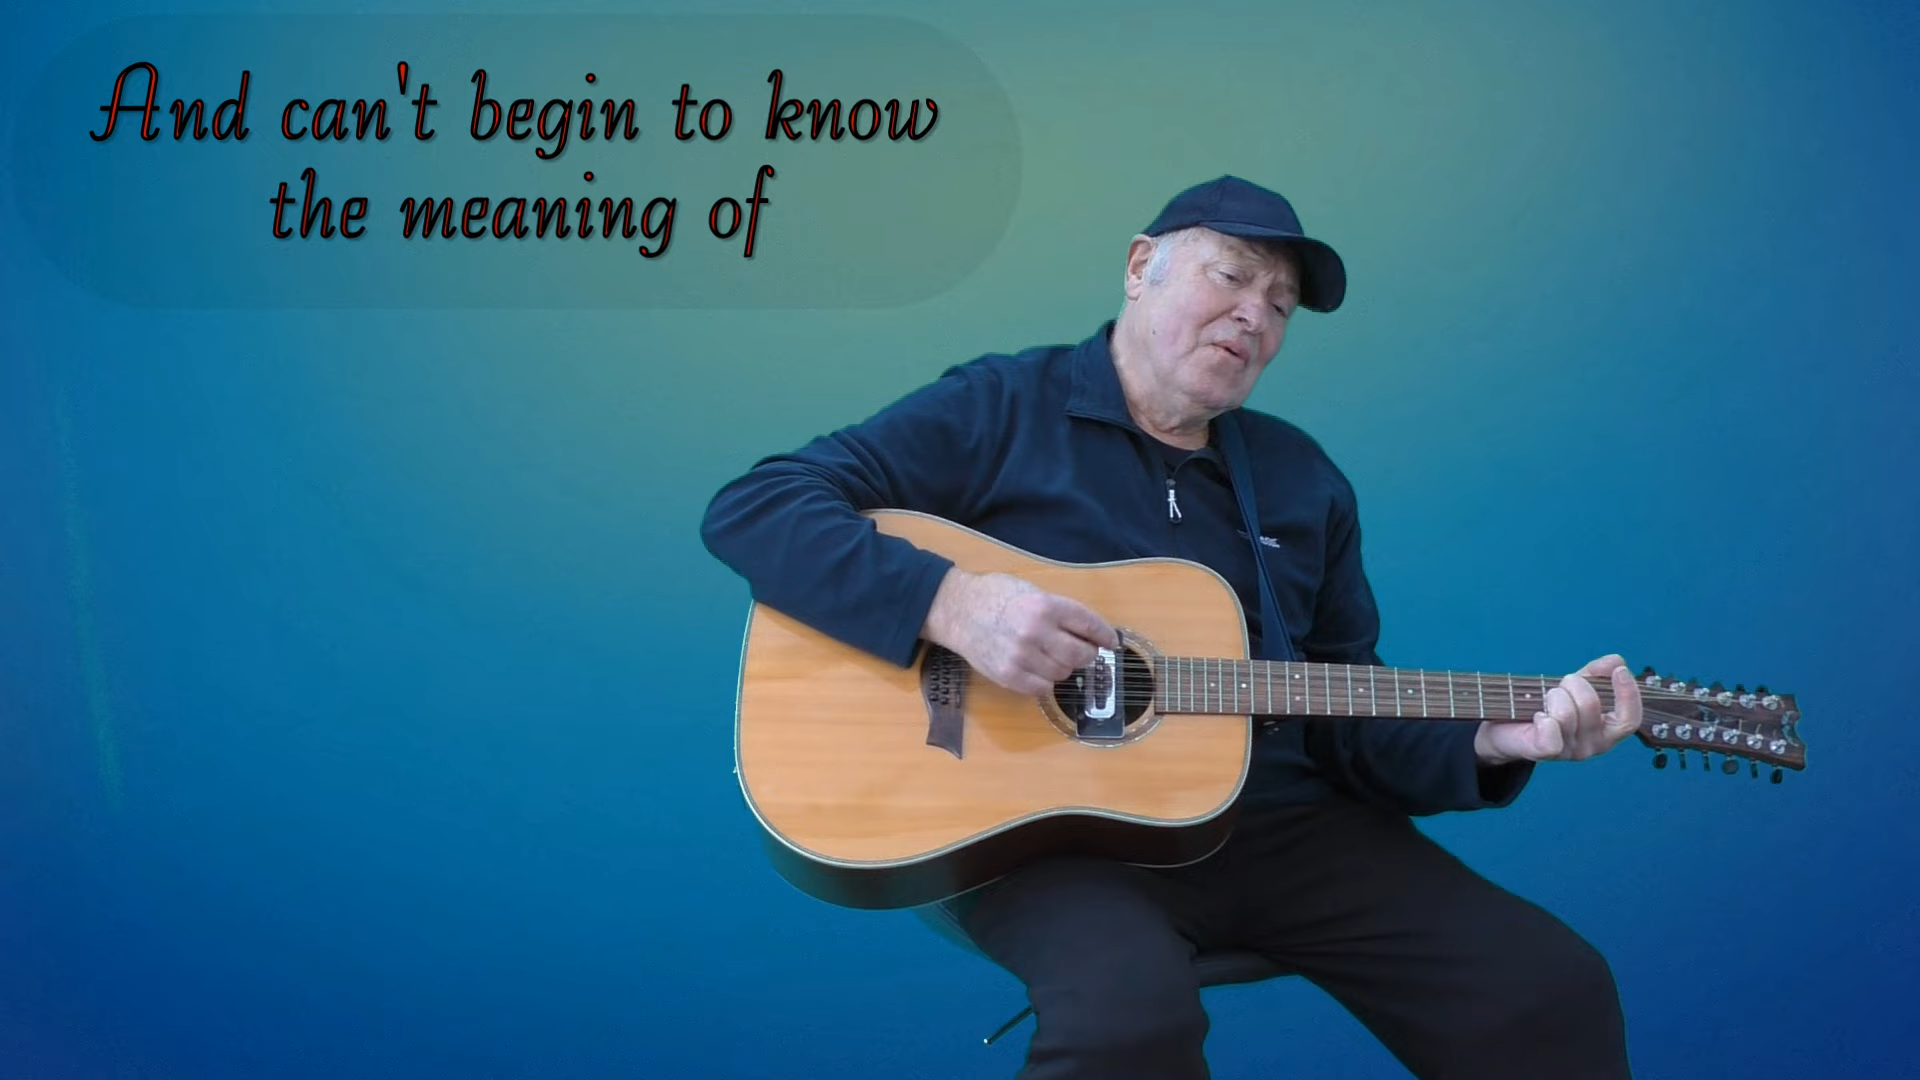 And can't begin to know
the meaning of